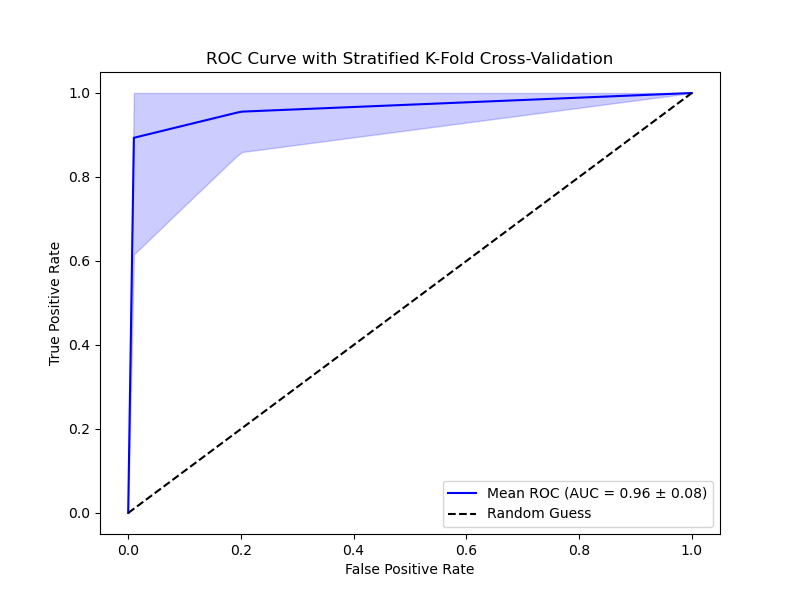 ROC Curve with Stratified K-Fold Cross-Validation
True Positive Rate
1.0
0.8
0.6
0.4
0.2
0.0
0.0 0.2 0.4 0.6 0.8 1.0
False Positive Rate
Mean ROC (AUC = 0.96 ± 0.08)
Random Guess